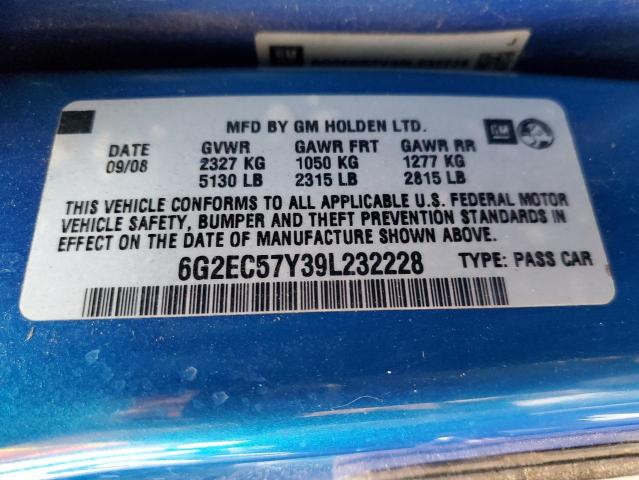 GM
MFD BY GM HOLDEN LTD.
GM
DATE GVWR GAWR FRT GAWR RR
09/08 2327 KG 1050 KG 1277 KG
5130 LB 2315 LB 2815 LB
THIS VEHICLE CONFORMS TO ALL APPLICABLE U.S. FEDERAL MOTOR
VEHICLE SAFETY, BUMPER AND THEFT PREVENTION STANDARDS IN
EFFECT ON THE DATE OF MANUFACTURE SHOWN ABOVE.
6G2EC57Y39L232228 TYPE: PASS CAR